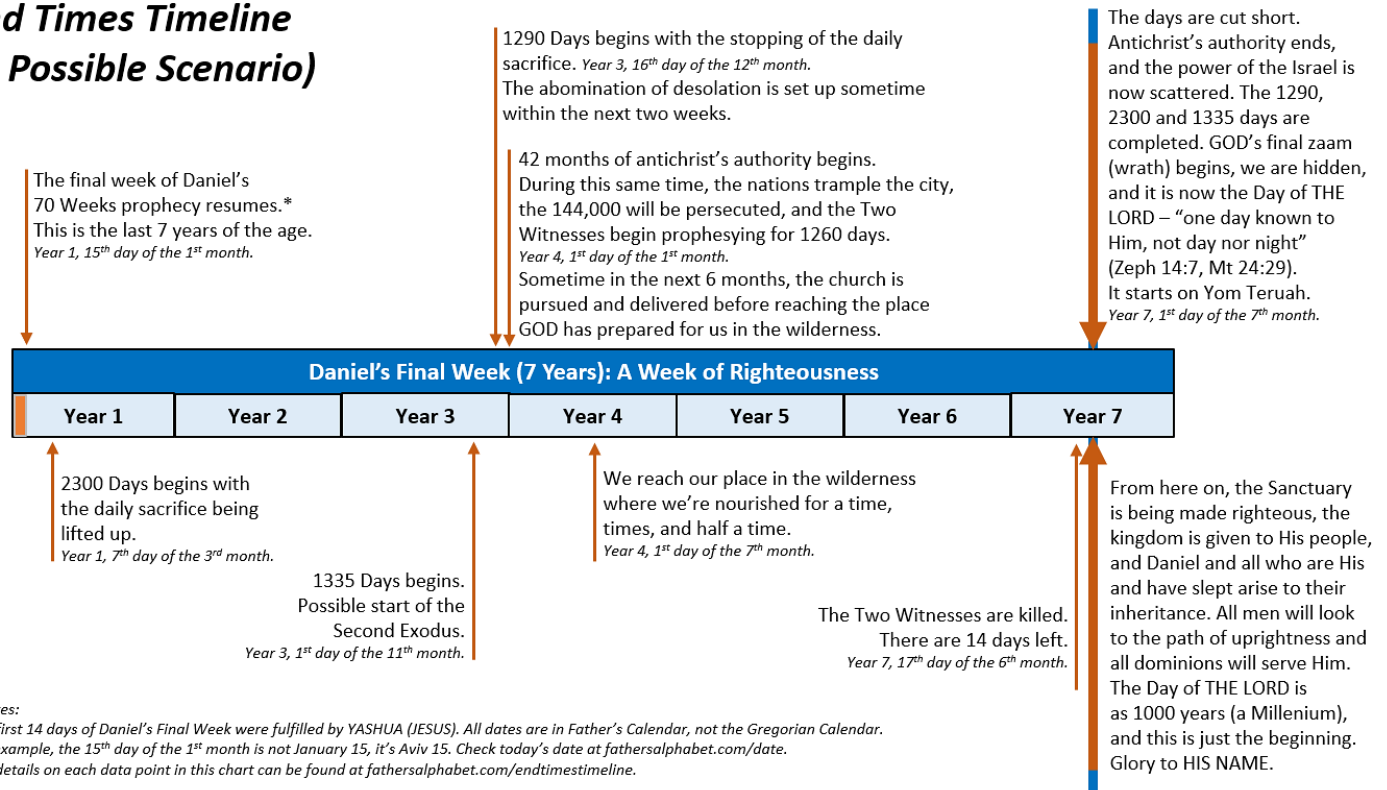 d Times Timeline
Possible Scenario)
The final week of Daniel’s
70 Weeks prophecy resumes.*
This is the last 7 years of the age.
Year 1, 15th day of the 1st month.
1290 Days begins with the stopping of the daily
sacrifice. Year 3, 16th day of the 12th month.
The abomination of desolation is set up sometime
within the next two weeks.
42 months of antichrist’s authority begins.
During this same time, the nations trample the city,
the 144,000 will be persecuted, and the Two
Witnesses begin prophesying for 1260 days.
Year 4, 1st day of the 1st month.
Sometime in the next 6 months, the church is
pursued and delivered before reaching the place
GOD has prepared for us in the wilderness.
The days are cut short.
Antichrist’s authority ends,
and the power of the Israel is
now scattered. The 1290,
2300 and 1335 days are
completed. GOD’s final zaam
(wrath) begins, we are hidden,
and it is now the Day of THE
LORD – “one day known to
Him, not day nor night”
(Zeph 14:7, Mt 24:29).
It starts on Yom Teruah.
Year 7, 1st day of the 7th month.
Daniel’s Final Week (7 Years): A Week of Righteousness
Year 1 Year 2 Year 3 Year 4 Year 5 Year 6 Year 7
2300 Days begins with
the daily sacrifice being
lifted up.
Year 1, 7th day of the 3rd month.
1335 Days begins.
Possible start of the
Second Exodus.
Year 3, 1st day of the 11th month.
We reach our place in the wilderness
where we’re nourished for a time,
times, and half a time.
Year 4, 1st day of the 7th month.
The Two Witnesses are killed.
There are 14 days left.
Year 7, 17th day of the 6th month.
From here on, the Sanctuary
is being made righteous, the
kingdom is given to His people,
and Daniel and all who are His
and have slept arise to their
inheritance. All men will look
to the path of uprightness and
all dominions will serve Him.
The Day of THE LORD is
as 1000 years (a Millenium),
and this is just the beginning.
Glory to HIS NAME.
es:
first 14 days of Daniel’s Final Week were fulfilled by YASHUA (JESUS). All dates are in Father’s Calendar, not the Gregorian Calendar.
example, the 15th day of the 1st month is not January 15, it’s Aviv 15. Check today’s date at fathersalphabet.com/date.
details on each data point in this chart can be found at fathersalphabet.com/endtimestimeline.